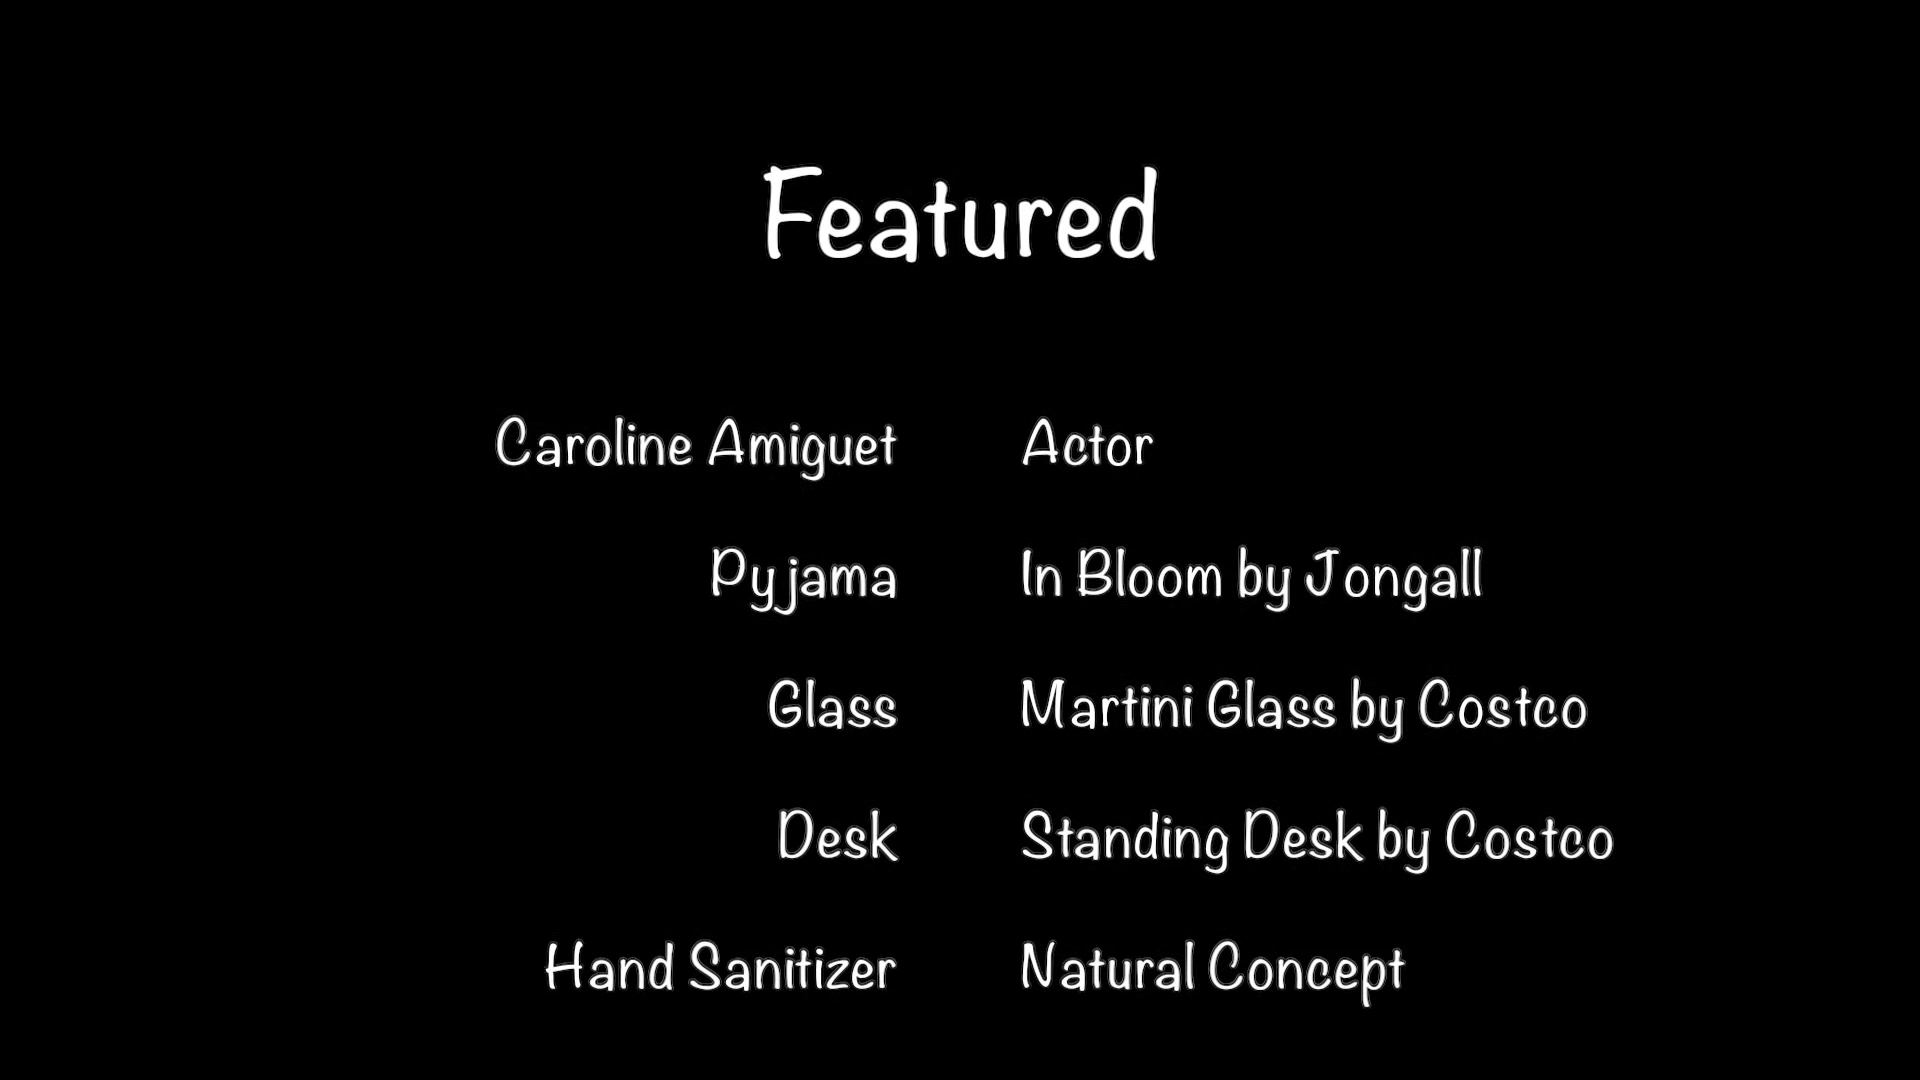 Featured
Caroline Amiguet Actor
Pyjama In Bloom by Jongall
Glass Martini Glass by Costco
Desk Standing Desk by Costco
Hand Sanitizer Natural Concept